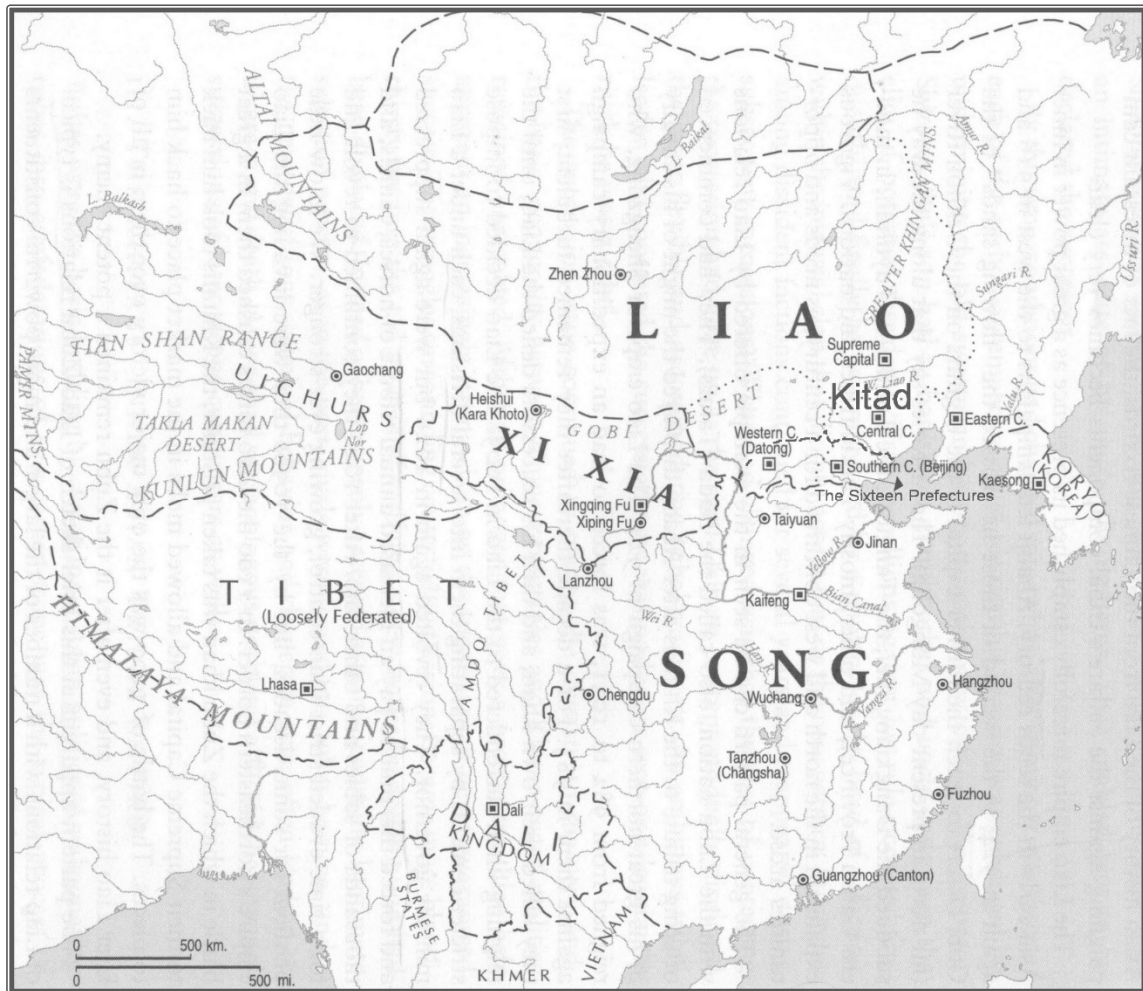 ALTAI MOUNTAINS
L. Baikal
Amur R.
L. Balkash
GREATER KHIN GAN MTNS.
Ussuri R.
Sungari R.
Zhen Zhou
L I A O
TIAN SHAN RANGE
Supreme
Capital
PAMIR MTNS.
Gaochang
W. Liao R.
UIGHURS
Kitad
Yalu R.
Heishui
(Kara Khoto)
GOBI DESERT
Central C.
Eastern C.
TAKLA MAKAN
DESERT
Lop
Nor
Western C.
(Datong)
XI XIA
KUNLUN MOUNTAINS
Southern C. (Beijing)
Kaesong
KORYO
(KOREA)
The Sixteen Prefectures
Xingqing Fu
Xiping Fu
Taiyuan
Jinan
Yellow R.
Lanzhou
TIBET
(Loosely Federated)
AMDO TIBET
Kaifeng
Bian Canal
Wei R.
HIMALAYA MOUNTAINS
SONG
Han R.
Lhasa
Chengdu
Wuchang
Yangzi R.
Hangzhou
Tanzhou
(Changsha)
Dali
Fuzhou
DALI
KINGDOM
Guangzhou (Canton)
BURMESE
STATES
VIETNAM
0 500 km.
0 500 mi.
KHMER